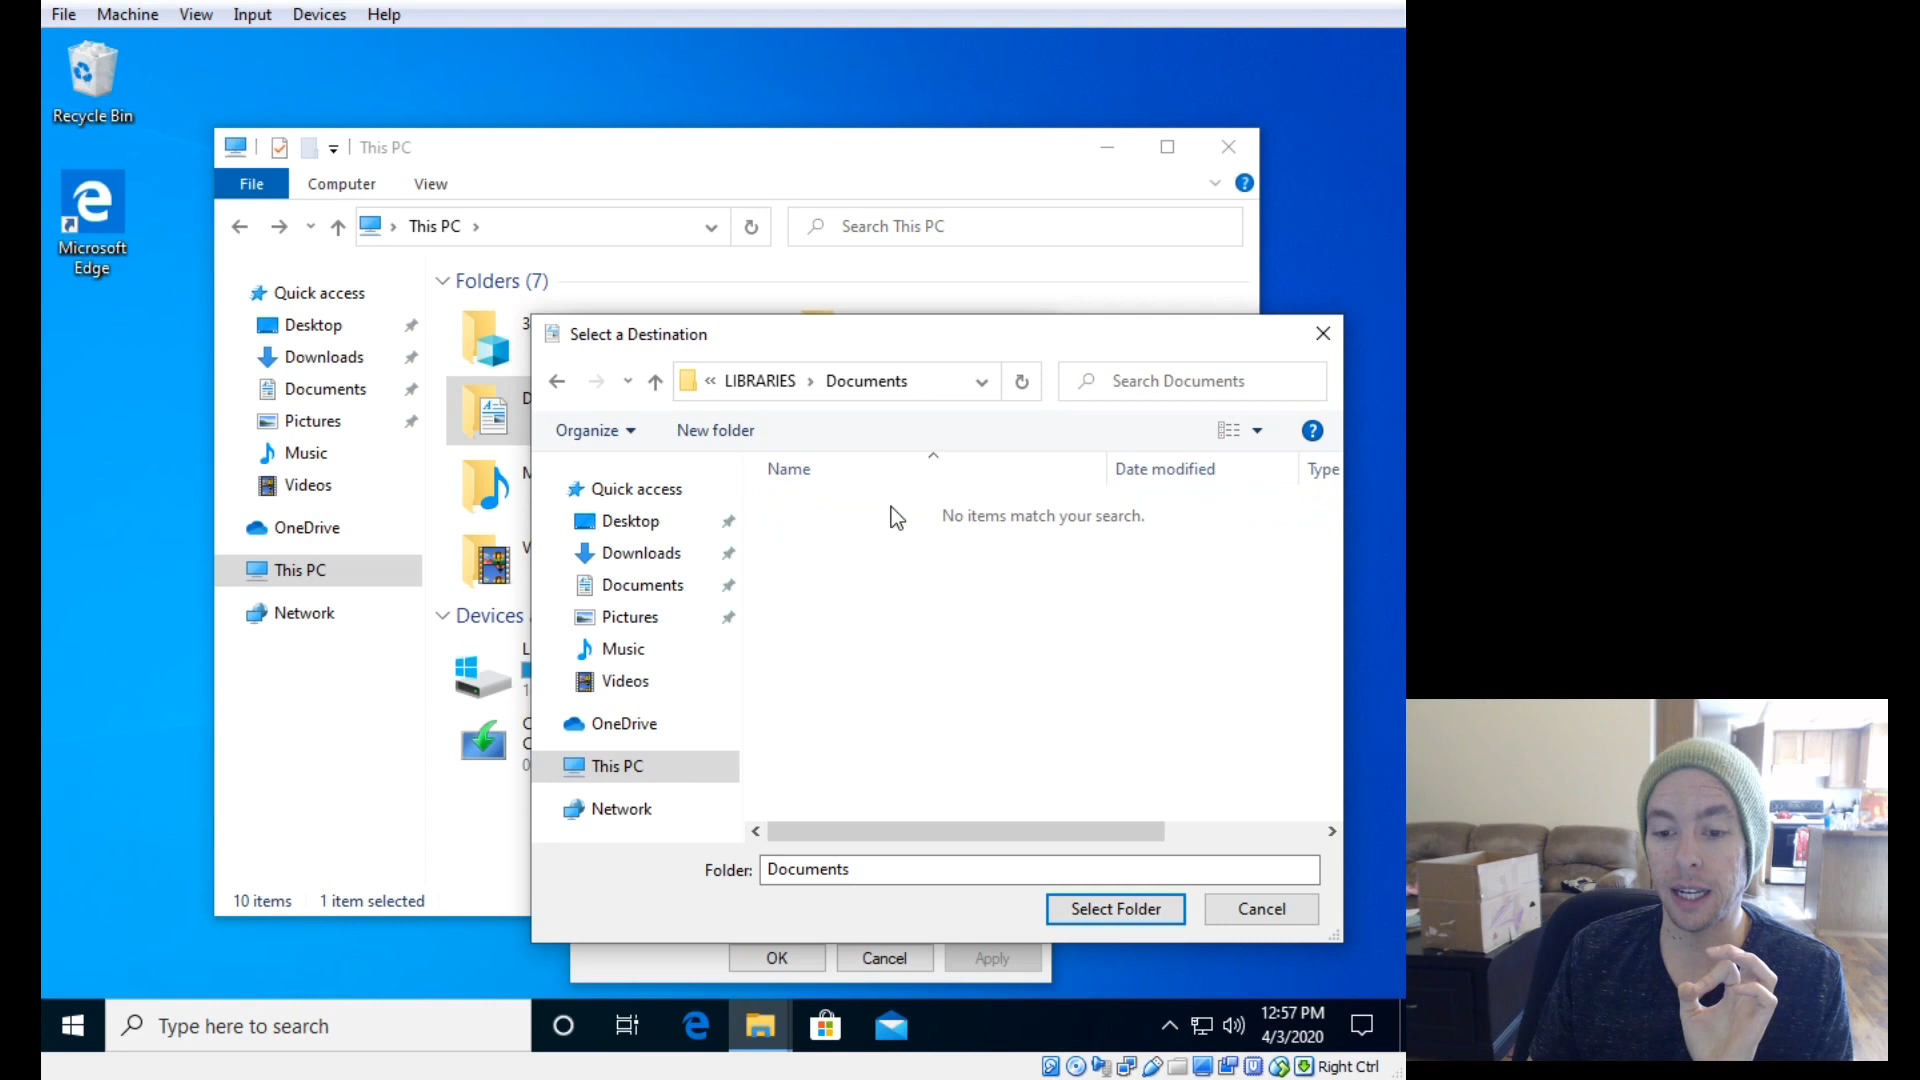 File Machine View Input Devices Help
Recycle Bin
Microsoft
Edge
This PC
File Computer View
This PC
Search This PC
Quick access
Desktop
Downloads
Documents
Pictures
Music
Videos
OneDrive
This PC
Network
Folders (7)
3
D
M
V
Devices
L
1
C
C
0
10 items 1 item selected
Select a Destination
« LIBRARIES Documents
Search Documents
Organize New folder
Name Date modified Type
No items match your search.
Quick access
Desktop
Downloads
Documents
Pictures
Music
Videos
OneDrive
This PC
Network
Folder: Documents
Select Folder Cancel
OK Cancel Apply
Type here to search
12:57 PM
4/3/2020
Right Ctrl